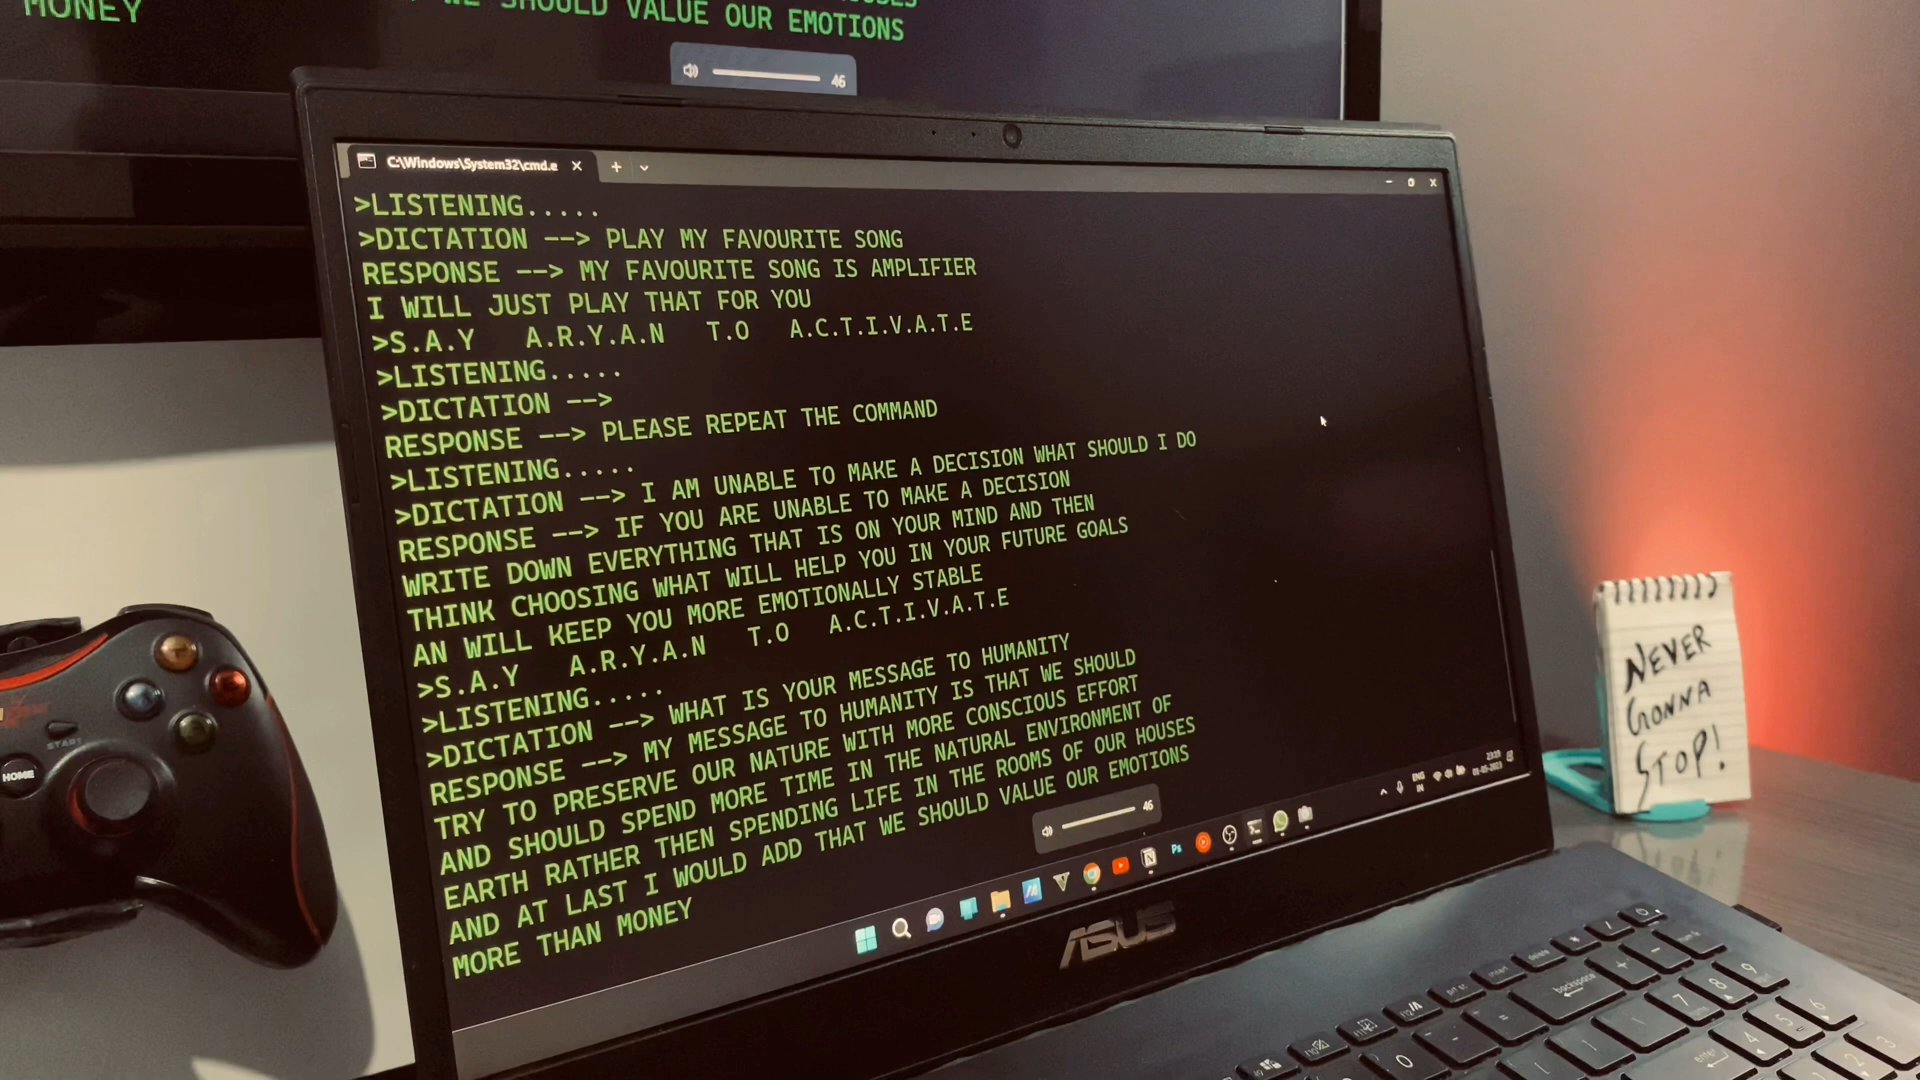 MONEY
WE SHOULD VALUE OUR EMOTIONS
46
C:\Windows\System32\cmd.e
>LISTENING.....
>DICTATION --> PLAY MY FAVOURITE SONG
RESPONSE --> MY FAVOURITE SONG IS AMPLIFIER
I WILL JUST PLAY THAT FOR YOU
>S.A.Y A.R.Y.A.N T.O A.C.T.I.V.A.T.E
>LISTENING.....
>DICTATION -->
RESPONSE --> PLEASE REPEAT THE COMMAND
>LISTENING.....
>DICTATION --> I AM UNABLE TO MAKE A DECISION WHAT SHOULD I DO
RESPONSE --> IF YOU ARE UNABLE TO MAKE A DECISION
WRITE DOWN EVERYTHING THAT IS ON YOUR MIND AND THEN
THINK CHOOSING WHAT WILL HELP YOU IN YOUR FUTURE GOALS
AN WILL KEEP YOU MORE EMOTIONALLY STABLE
>S.A.Y A.R.Y.A.N T.O A.C.T.I.V.A.T.E
>LISTENING.....
>DICTATION --> WHAT IS YOUR MESSAGE TO HUMANITY
RESPONSE --> MY MESSAGE TO HUMANITY IS THAT WE SHOULD
TRY TO PRESERVE OUR NATURE WITH MORE CONSCIOUS EFFORT
AND SHOULD SPEND MORE TIME IN THE NATURAL ENVIRONMENT OF
EARTH RATHER THEN SPENDING LIFE IN THE ROOMS OF OUR HOUSES
AND AT LAST I WOULD ADD THAT WE SHOULD VALUE OUR EMOTIONS
MORE THAN MONEY
46
Ps
ENG
IN
ASUS
NEVER
GONNA
STOP!
START
HOME
backspace